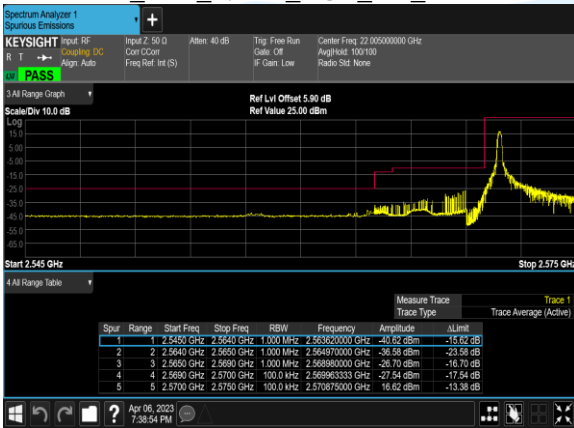 Spectrum Analyzer 1
Spurious Emissions
KEYSIGHT Input: RF Input Z: 50 Ω Atten: 40 dB Trig: Free Run Center Freq: 22.005000000 GHz
R T Coupling: DC Corr CCorr Gate: Off Avg|Hold: 100/100
Align: Auto Freq Ref: Int (S) IF Gain: Low Radio Std: None
PASS
3 All Range Graph
Ref Lvl Offset 5.90 dB
Scale/Div 10.0 dB Ref Value 25.00 dBm
Log
15.0
5.00
-5.00
-15.0
-25.0
-35.0
-45.0
-55.0
-65.0
Start 2.545 GHz Stop 2.575 GHz
4 All Range Table
Measure Trace Trace 1
Trace Type Trace Average (Active)
Spur Range Start Freq Stop Freq RBW Frequency Amplitude ΔLimit
1 1 2.5450 GHz 2.5640 GHz 1.000 MHz 2.563620000 GHz -40.62 dBm -15.62 dB
2 2 2.5640 GHz 2.5650 GHz 1.000 MHz 2.564970000 GHz -36.58 dBm -23.58 dB
3 3 2.5650 GHz 2.5690 GHz 1.000 MHz 2.568980000 GHz -26.70 dBm -16.70 dB
4 4 2.5690 GHz 2.5700 GHz 100.0 kHz 2.569963333 GHz -27.54 dBm -17.54 dB
5 5 2.5700 GHz 2.5750 GHz 100.0 kHz 2.570875000 GHz 16.62 dBm -13.38 dB
Apr 06, 2023
7:38:54 PM